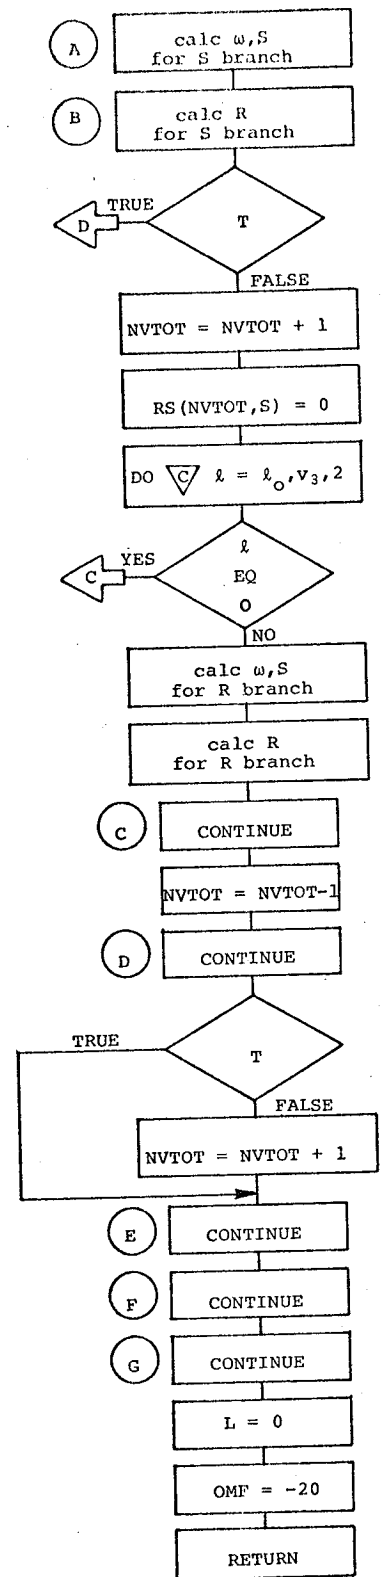 A
calc ω,S
for S branch
B
calc R
for S branch
TRUE
D
T
FALSE
NVTOT = NVTOT + 1
RS(NVTOT,S) = 0
DO C ℓ = ℓo,v3,2
YES
C
ℓ
EQ
O
NO
calc ω,S
for R branch
calc R
for R branch
C
CONTINUE
NVTOT = NVTOT-1
D
CONTINUE
TRUE
T
FALSE
NVTOT = NVTOT + 1
E
CONTINUE
F
CONTINUE
G
CONTINUE
L = 0
OMF = -20
RETURN